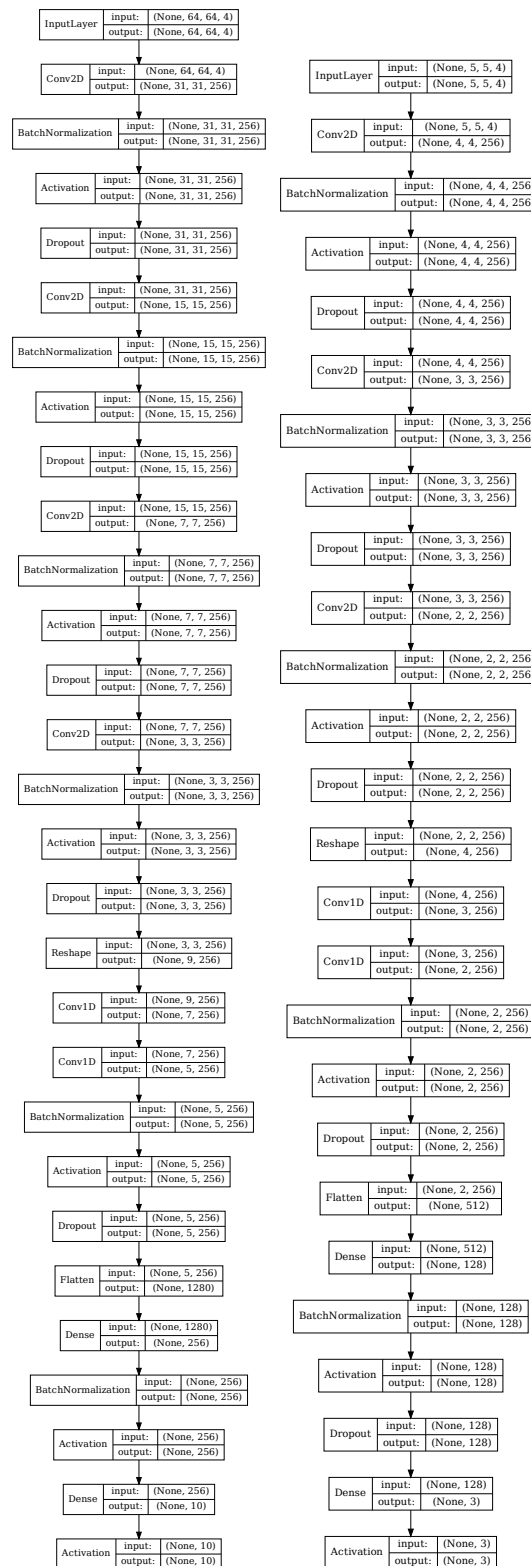 InputLayer input: (None, 64, 64, 4)
output: (None, 64, 64, 4)
Conv2D input: (None, 64, 64, 4)
output: (None, 31, 31, 256)
BatchNormalization input: (None, 31, 31, 256)
output: (None, 31, 31, 256)
Activation input: (None, 31, 31, 256)
output: (None, 31, 31, 256)
Dropout input: (None, 31, 31, 256)
output: (None, 31, 31, 256)
Conv2D input: (None, 31, 31, 256)
output: (None, 15, 15, 256)
BatchNormalization input: (None, 15, 15, 256)
output: (None, 15, 15, 256)
Activation input: (None, 15, 15, 256)
output: (None, 15, 15, 256)
Dropout input: (None, 15, 15, 256)
output: (None, 15, 15, 256)
Conv2D input: (None, 15, 15, 256)
output: (None, 7, 7, 256)
BatchNormalization input: (None, 7, 7, 256)
output: (None, 7, 7, 256)
Activation input: (None, 7, 7, 256)
output: (None, 7, 7, 256)
Dropout input: (None, 7, 7, 256)
output: (None, 7, 7, 256)
Conv2D input: (None, 7, 7, 256)
output: (None, 3, 3, 256)
BatchNormalization input: (None, 3, 3, 256)
output: (None, 3, 3, 256)
Activation input: (None, 3, 3, 256)
output: (None, 3, 3, 256)
Dropout input: (None, 3, 3, 256)
output: (None, 3, 3, 256)
Reshape input: (None, 3, 3, 256)
output: (None, 9, 256)
Conv1D input: (None, 9, 256)
output: (None, 7, 256)
Conv1D input: (None, 7, 256)
output: (None, 5, 256)
BatchNormalization input: (None, 5, 256)
output: (None, 5, 256)
Activation input: (None, 5, 256)
output: (None, 5, 256)
Dropout input: (None, 5, 256)
output: (None, 5, 256)
Flatten input: (None, 5, 256)
output: (None, 1280)
Dense input: (None, 1280)
output: (None, 256)
BatchNormalization input: (None, 256)
output: (None, 256)
Activation input: (None, 256)
output: (None, 256)
Dense input: (None, 256)
output: (None, 10)
Activation input: (None, 10)
output: (None, 10)
InputLayer input: (None, 5, 5, 4)
output: (None, 5, 5, 4)
Conv2D input: (None, 5, 5, 4)
output: (None, 4, 4, 256)
BatchNormalization input: (None, 4, 4, 256
output: (None, 4, 4, 256
Activation input: (None, 4, 4, 256)
output: (None, 4, 4, 256)
Dropout input: (None, 4, 4, 256)
output: (None, 4, 4, 256)
Conv2D input: (None, 4, 4, 256)
output: (None, 3, 3, 256)
BatchNormalization input: (None, 3, 3, 256
output: (None, 3, 3, 256
Activation input: (None, 3, 3, 256)
output: (None, 3, 3, 256)
Dropout input: (None, 3, 3, 256)
output: (None, 3, 3, 256)
Conv2D input: (None, 3, 3, 256)
output: (None, 2, 2, 256)
BatchNormalization input: (None, 2, 2, 256
output: (None, 2, 2, 256
Activation input: (None, 2, 2, 256)
output: (None, 2, 2, 256)
Dropout input: (None, 2, 2, 256)
output: (None, 2, 2, 256)
Reshape input: (None, 2, 2, 256)
output: (None, 4, 256)
Conv1D input: (None, 4, 256)
output: (None, 3, 256)
Conv1D input: (None, 3, 256)
output: (None, 2, 256)
BatchNormalization input: (None, 2, 256)
output: (None, 2, 256)
Activation input: (None, 2, 256)
output: (None, 2, 256)
Dropout input: (None, 2, 256)
output: (None, 2, 256)
Flatten input: (None, 2, 256)
output: (None, 512)
Dense input: (None, 512)
output: (None, 128)
BatchNormalization input: (None, 128)
output: (None, 128)
Activation input: (None, 128)
output: (None, 128)
Dropout input: (None, 128)
output: (None, 128)
Dense input: (None, 128)
output: (None, 3)
Activation input: (None, 3)
output: (None, 3)